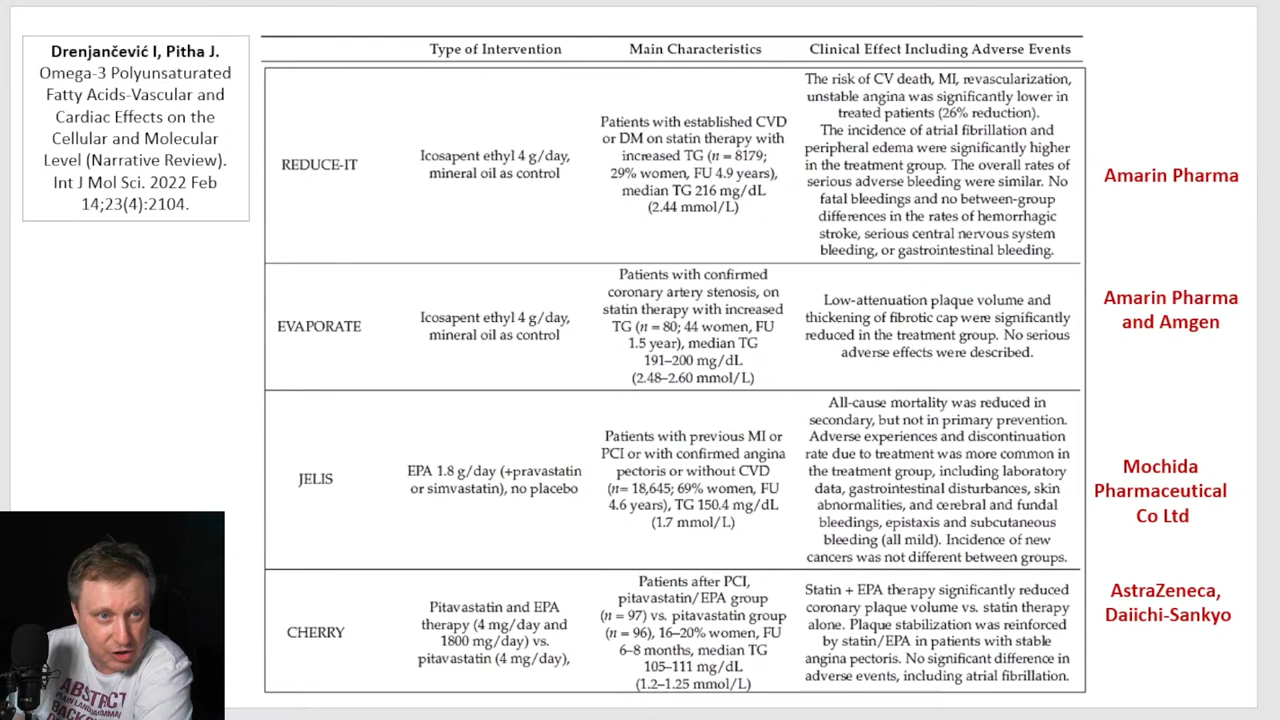 Drenjančević I, Pitha J.
Omega-3 Polyunsaturated
Fatty Acids-Vascular and
Cardiac Effects on the
Cellular and Molecular
Level (Narrative Review).
Int J Mol Sci. 2022 Feb
14;23(4):2104.
Type of Intervention
Main Characteristics
Clinical Effect Including Adverse Events
REDUCE-IT
Icosapent ethyl 4 g/day,
mineral oil as control
Patients with established CVD
or DM on statin therapy with
increased TG (n = 8179;
29% women, FU 4.9 years),
median TG 216 mg/dL
(2.44 mmol/L)
The risk of CV death, MI, revascularization,
unstable angina was significantly lower in
treated patients (26% reduction).
The incidence of atrial fibrillation and
peripheral edema were significantly higher
in the treatment group. The overall rates of
serious adverse bleeding were similar. No
fatal bleedings and no between-group
differences in the rates of hemorrhagic
stroke, serious central nervous system
bleeding, or gastrointestinal bleeding.
Amarin Pharma
EVAPORATE
Icosapent ethyl 4 g/day,
mineral oil as control
Patients with confirmed
coronary artery stenosis, on
statin therapy with increased
TG (n = 80; 44 women, FU
1.5 year), median TG
191–200 mg/dL
(2.48–2.60 mmol/L)
Low-attenuation plaque volume and
thickening of fibrotic cap were significantly
reduced in the treatment group. No serious
adverse effects were described.
Amarin Pharma
and Amgen
JELIS
EPA 1.8 g/day (+pravastatin
or simvastatin), no placebo
Patients with previous MI or
PCI or with confirmed angina
pectoris or without CVD
(n= 18,645; 69% women, FU
4.6 years), TG 150.4 mg/dL
(1.7 mmol/L)
All-cause mortality was reduced in
secondary, but not in primary prevention.
Adverse experiences and discontinuation
rate due to treatment was more common in
the treatment group, including laboratory
data, gastrointestinal disturbances, skin
abnormalities, and cerebral and fundal
bleedings, epistaxis and subcutaneous
bleeding (all mild). Incidence of new
cancers was not different between groups.
Mochida
Pharmaceutical
Co Ltd
CHERRY
Pitavastatin and EPA
therapy (4 mg/day and
1800 mg/day) vs.
pitavastatin (4 mg/day),
Patients after PCI,
pitavastatin/EPA group
(n = 97) vs. pitavastatin group
(n = 96), 16–20% women, FU
6–8 months, median TG
105–111 mg/dL
(1.2–1.25 mmol/L)
Statin + EPA therapy significantly reduced
coronary plaque volume vs. statin therapy
alone. Plaque stabilization was reinforced
by statin/EPA in patients with stable
angina pectoris. No significant difference in
adverse events, including atrial fibrillation.
AstraZeneca,
Daiichi-Sankyo
ABSTRACT
PLAIN LANGUAGE